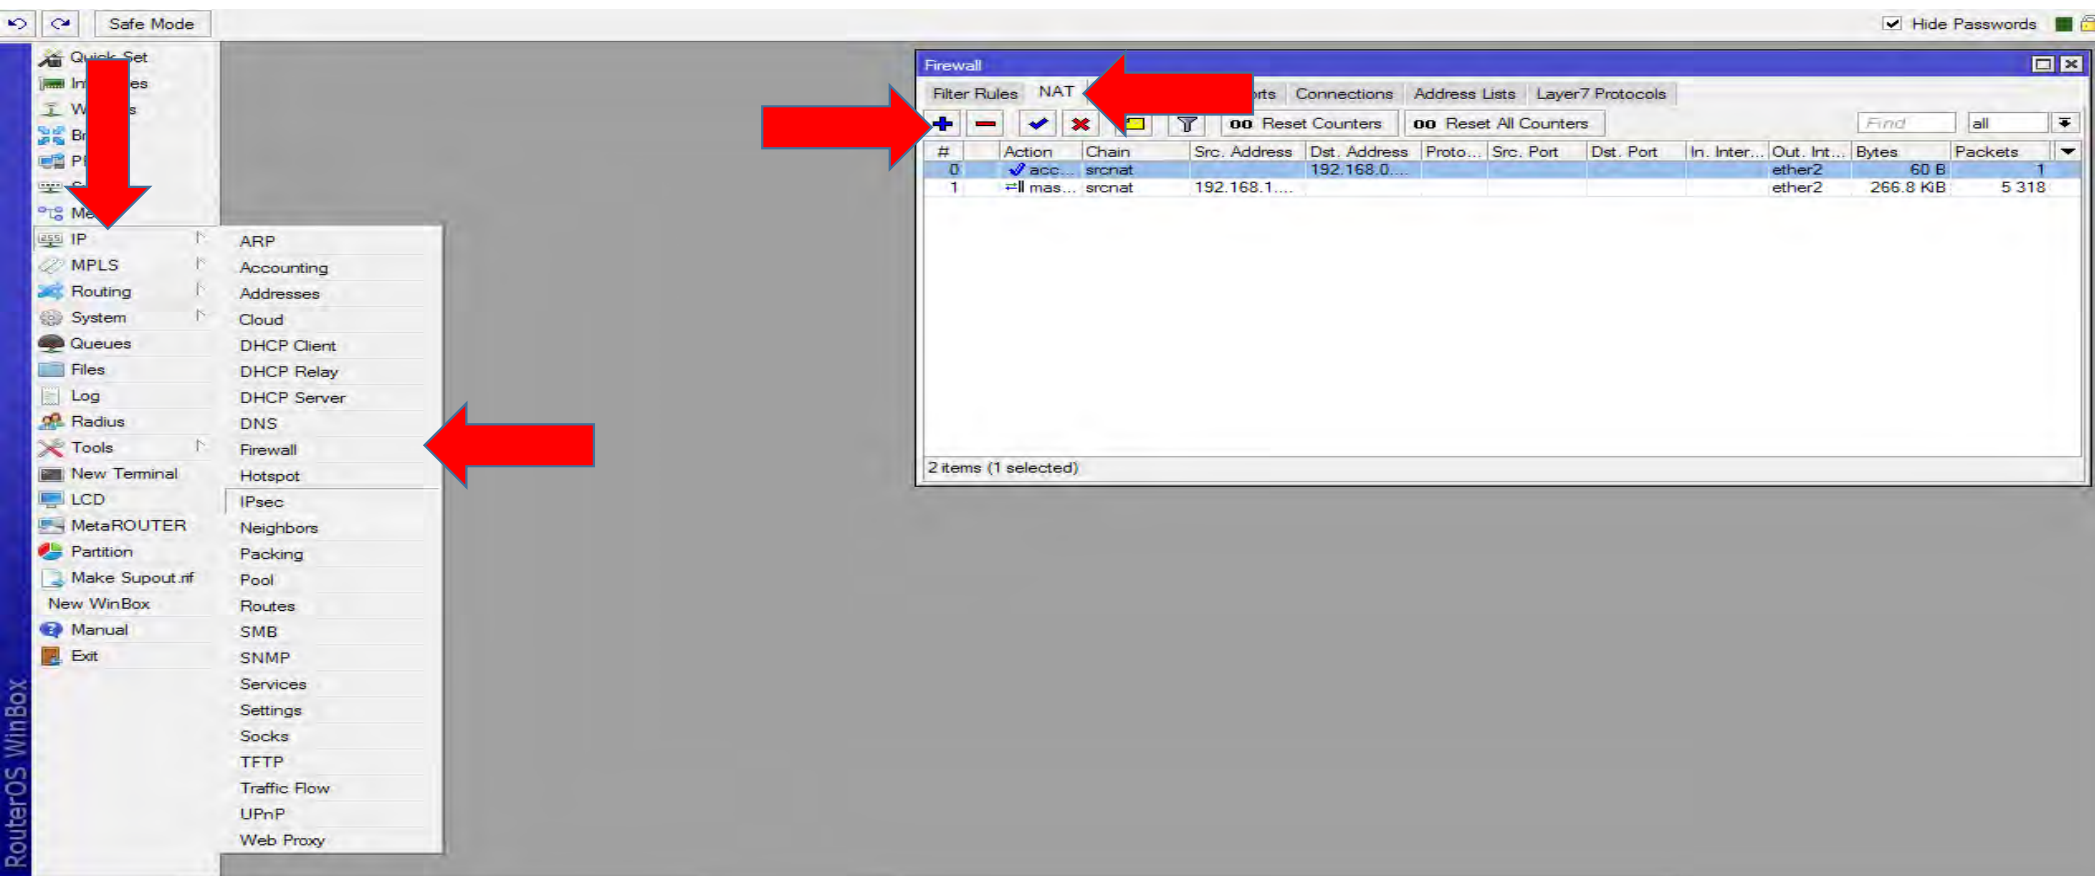 Safe Mode
Hide Passwords
Quick Set
IP
MPLS
Routing
System
Queues
Files
Log
Radius
Tools
New Terminal
LCD
MetaROUTER
Partition
Make Supout.rif
New WinBox
Manual
Exit
RouterOS WinBox
ARP
Accounting
Addresses
Cloud
DHCP Client
DHCP Relay
DHCP Server
DNS
Firewall
Hotspot
IPsec
Neighbors
Packing
Pool
Routes
SMB
SNMP
Services
Settings
Socks
TFTP
Traffic Flow
UPnP
Web Proxy
Firewall
Filter Rules NAT Connections Address Lists Layer7 Protocols
00 Reset Counters 00 Reset All Counters Find all
# Action Chain Src. Address Dst. Address Proto... Src. Port Dst. Port In. Inter... Out. Int... Bytes Packets
0 acc... srcnat 192.168.0.... ether2 60 B 1
1 mas... srcnat 192.168.1.... ether2 266.8 KiB 5 318
2 items (1 selected)